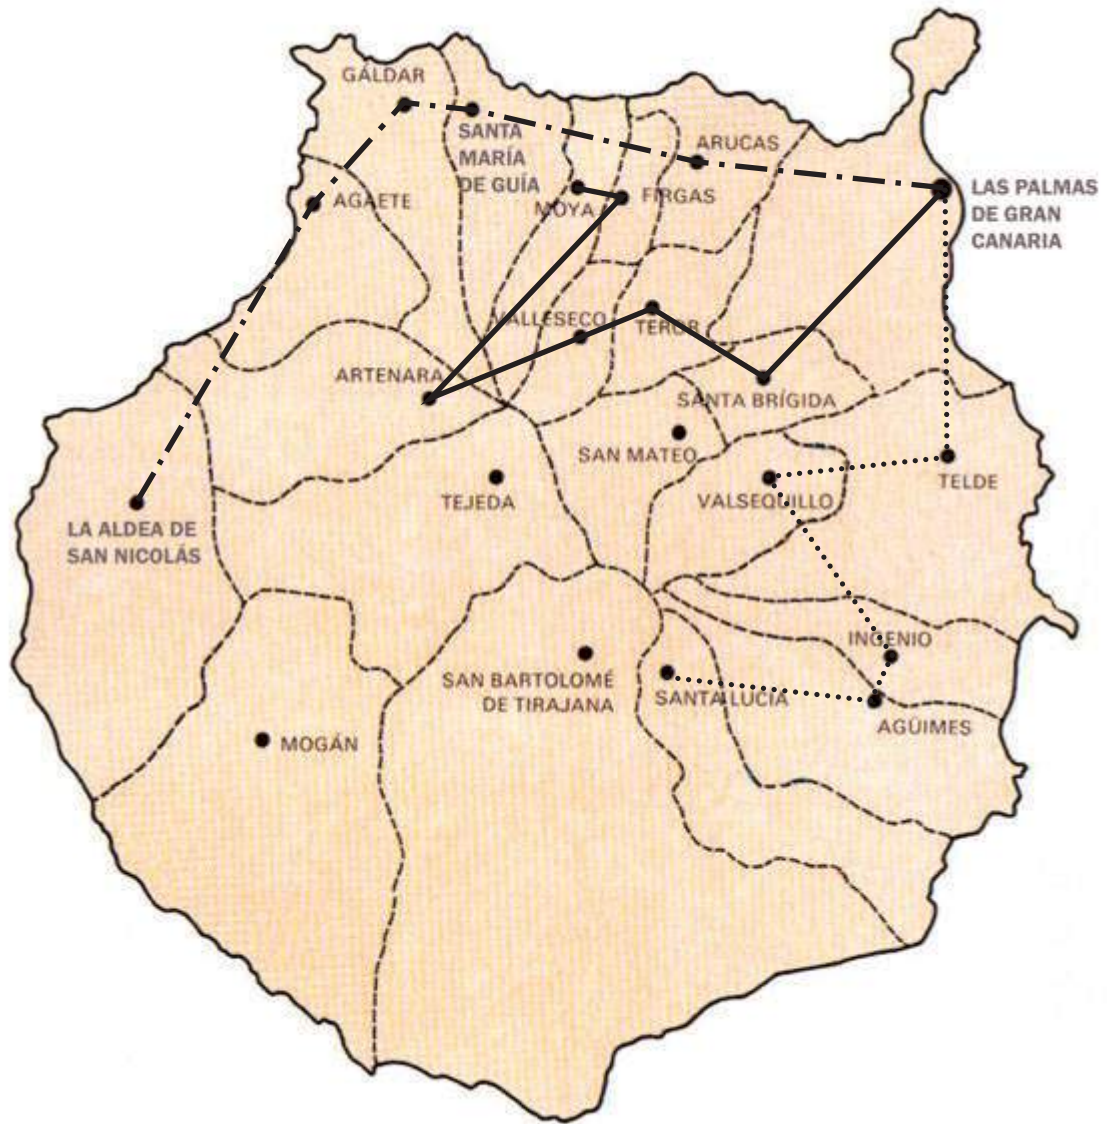 GÁLDAR
SANTA
MARÍA
DE GUÍA
ARUCAS
AGAETE
MOYA
FIRGAS
LAS PALMAS
DE GRAN
CANARIA
VALLESECO
TEROR
ARTENARA
SANTA BRÍGIDA
SAN MATEO
TEJEDA
VALSEQUILLO
TELDE
LA ALDEA DE
SAN NICOLÁS
INGENIO
SAN BARTOLOMÉ
DE TIRAJANA
SANTA LUCÍA
AGÜIMES
MOGÁN